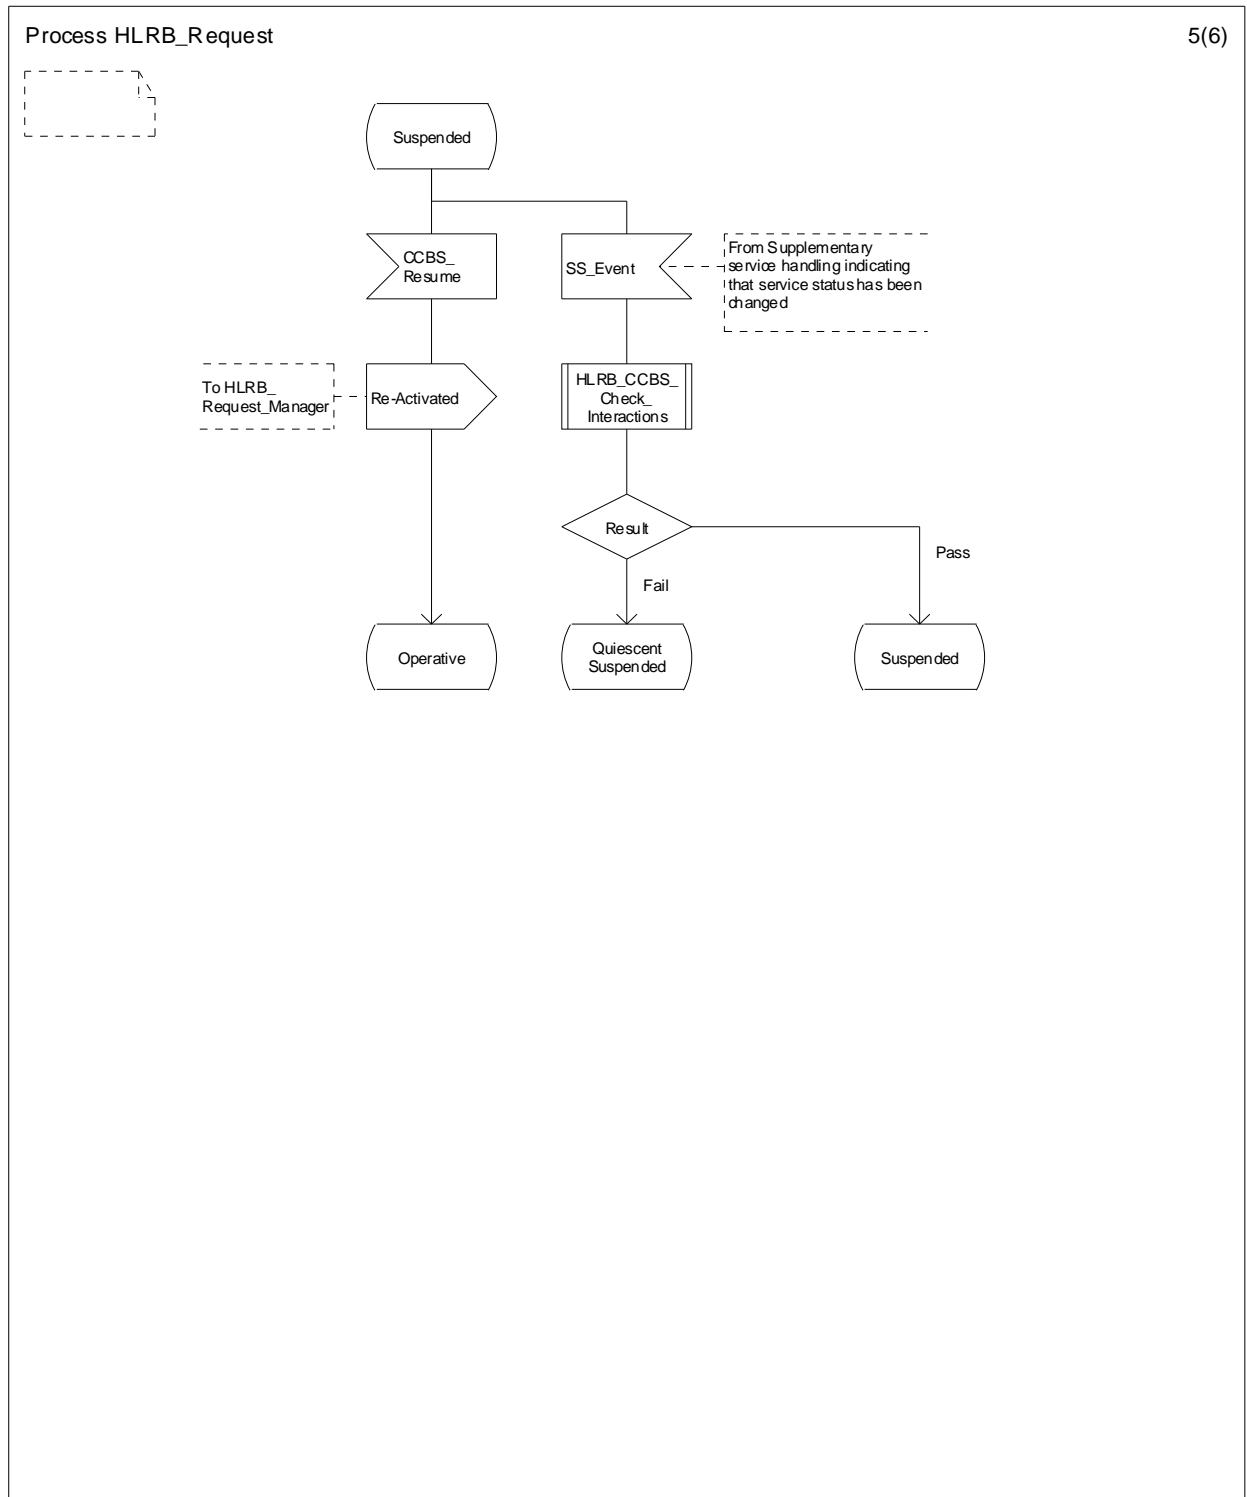 Process HLRB_Request
5(6)
Suspended
CCBS_
Resume
SS_Event
From Supplementary
service handling indicating
that service status has been
changed
To HLRB_
Request_Manager
Re-Activated
HLRB_CCBS_
Check_
Interactions
Result
Pass
Fail
Operative
Quiescent
Suspended
Suspended